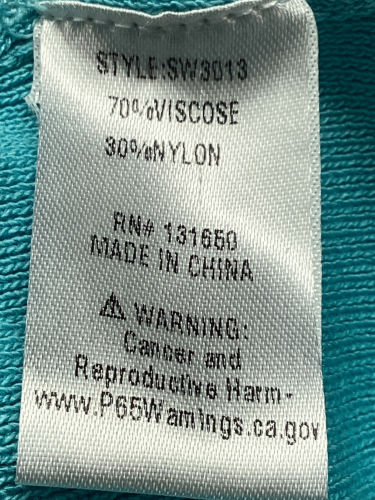 STYLE:SW3013
70%VISCOSE
30%NYLON
RN# 131650
MADE IN CHINA
⚠ WARNING:
Cancer and
Reproductive Harm-
www.P65Warnings.ca.gov